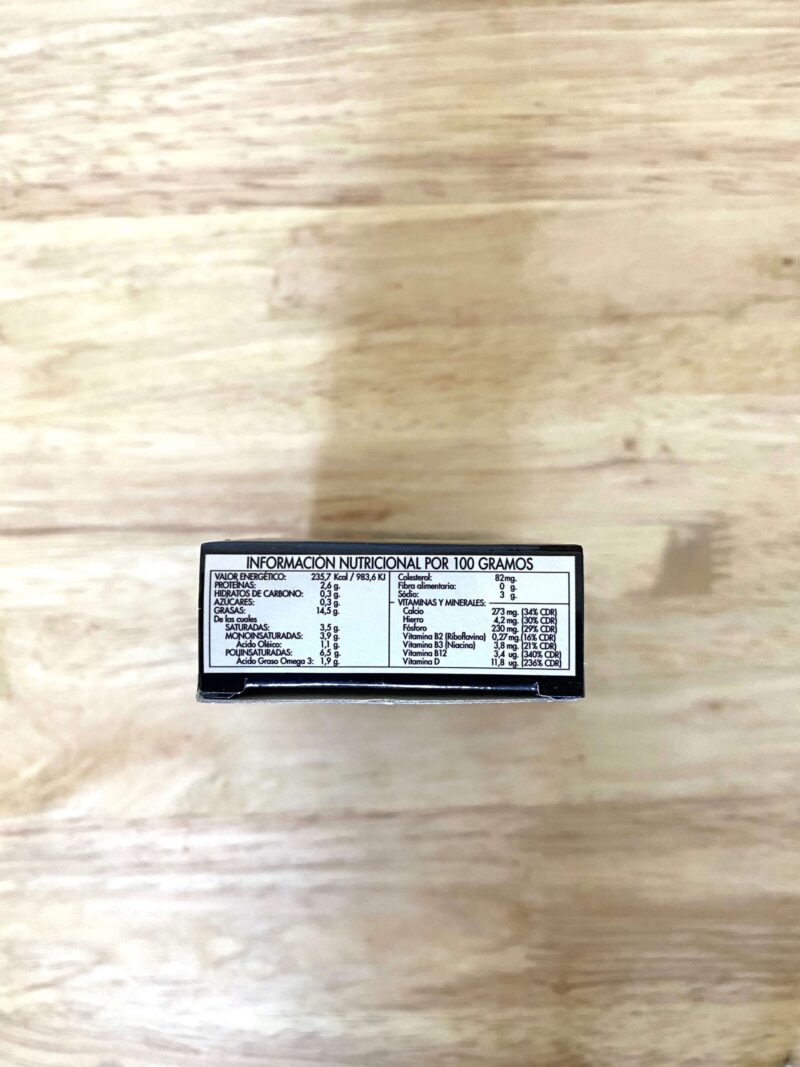 INFORMACIÓN NUTRICIONAL POR 100 GRAMOS
VALOR ENERGÉTICO: 235,7 Kcal / 983,6 KJ
PROTEÍNAS: 2,6 g.
HIDRATOS DE CARBONO: 0,3 g.
AZUCARES: 0,3 g.
GRASAS: 14,5 g.
De las cuales
SATURADAS: 3,5 g.
MONOINSATURADAS: 3,9 g.
Ácido Oléico: 1,1 g.
POLIINSATURADAS: 6,5 g.
Ácido Graso Omega 3: 1,9 g.
Colesterol: 82mg.
Fibra alimentaria: 0 g.
Sódio: 3 g.
VITAMINAS Y MINERALES:
Calcio 273 mg. (34% CDR)
Hierro 4,2 mg. (30% CDR)
Fósforo 230 mg. (29% CDR)
Vitamina B2 (Riboflavina) 0,27 mg.(16% CDR)
Vitamina B3 (Niacina) 3,8 mg. (21% CDR)
Vitamina B12 3,4 ug. (340% CDR)
Vitamina D 11,8 ug. (236% CDR)